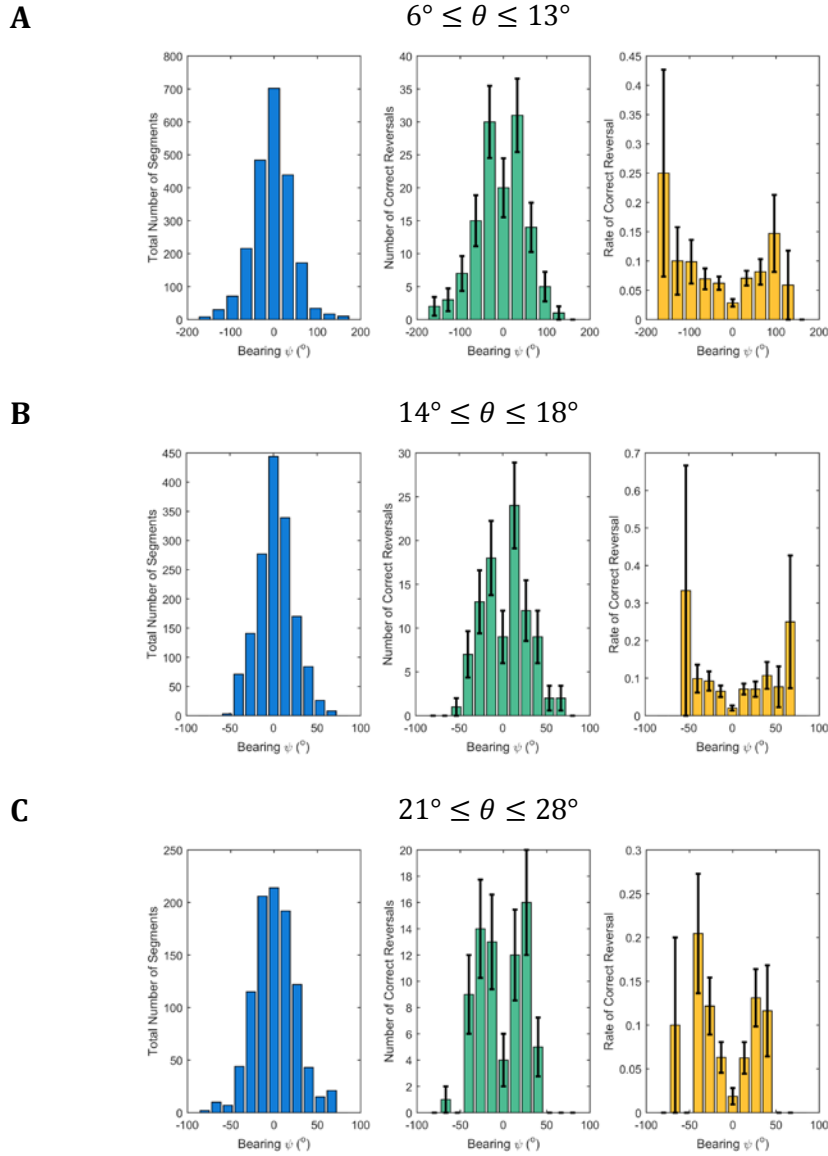 A
6° ≤ θ ≤ 13°
800
700
600
500
400
300
200
100
0
-200 -100 0 100 200
Total Number of Segments
Bearing ψ (°)
40
35
30
25
20
15
10
5
0
200 -100 0 100 200
Number of Correct Reversals
Bearing ψ (°)
0.45
0.4
0.35
0.3
0.25
0.2
0.15
0.1
0.05
0
-200 -100 0 100 200
Rate of Correct Reversal
Bearing ψ (°)
B
14° ≤ θ ≤ 18°
450
400
350
300
250
200
150
100
50
0
-100 -50 0 50 100
Total Number of Segments
Bearing ψ (°)
30
25
20
15
10
5
0
-100 -50 0 50 100
Number of Correct Reversals
Bearing ψ (°)
0.7
0.6
0.5
0.4
0.3
0.2
0.1
0
-100 -50 0 50 100
Rate of Correct Reversal
Bearing ψ (°)
C
21° ≤ θ ≤ 28°
250
200
150
100
50
0
-100 -50 0 50 100
Total Number of Segments
Bearing ψ (°)
20
18
16
14
12
10
8
6
4
2
0
-100 -50 0 50 100
Number of Correct Reversals
Bearing ψ (°)
0.3
0.25
0.2
0.15
0.1
0.05
0
-100 -50 0 50 100
Rate of Correct Reversal
Bearing ψ (°)